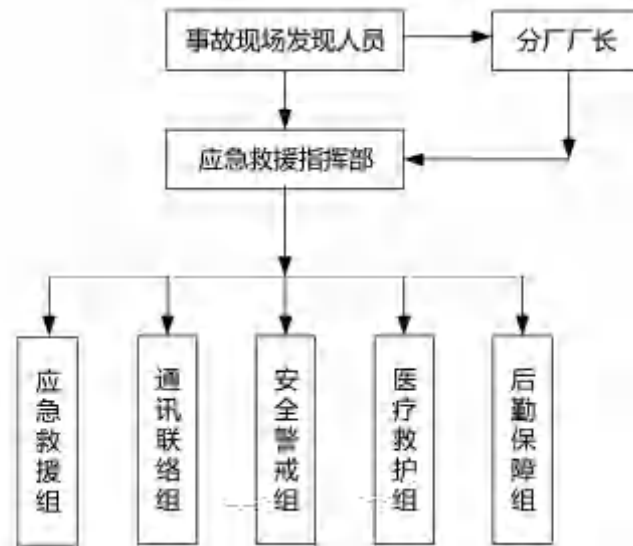 事故现场发现人员
分厂厂长
应急救援指挥部
应急救援组
通讯联络组
安全警戒组
医疗救护组
后勤保障组